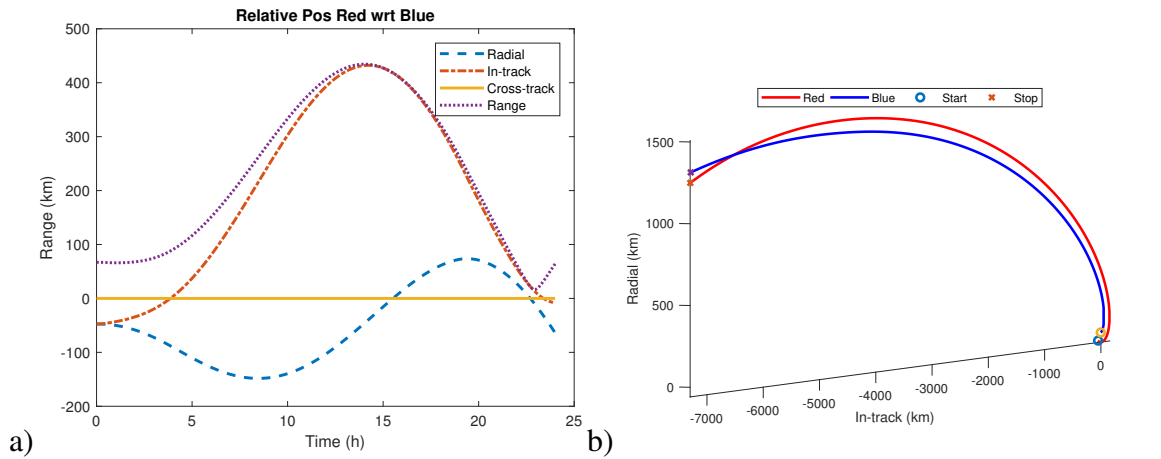 Relative Pos Red wrt Blue
500
400
300
200
100
0
-100
-200
Range (km)
Radial
In-track
Cross-track
Range
0 5 10 15 20 25
Time (h)
a)
Red Blue Start Stop
1500
1000
500
0
Radial (km)
-7000 -6000 -5000 -4000 -3000 -2000 -1000 0
In-track (km)
b)